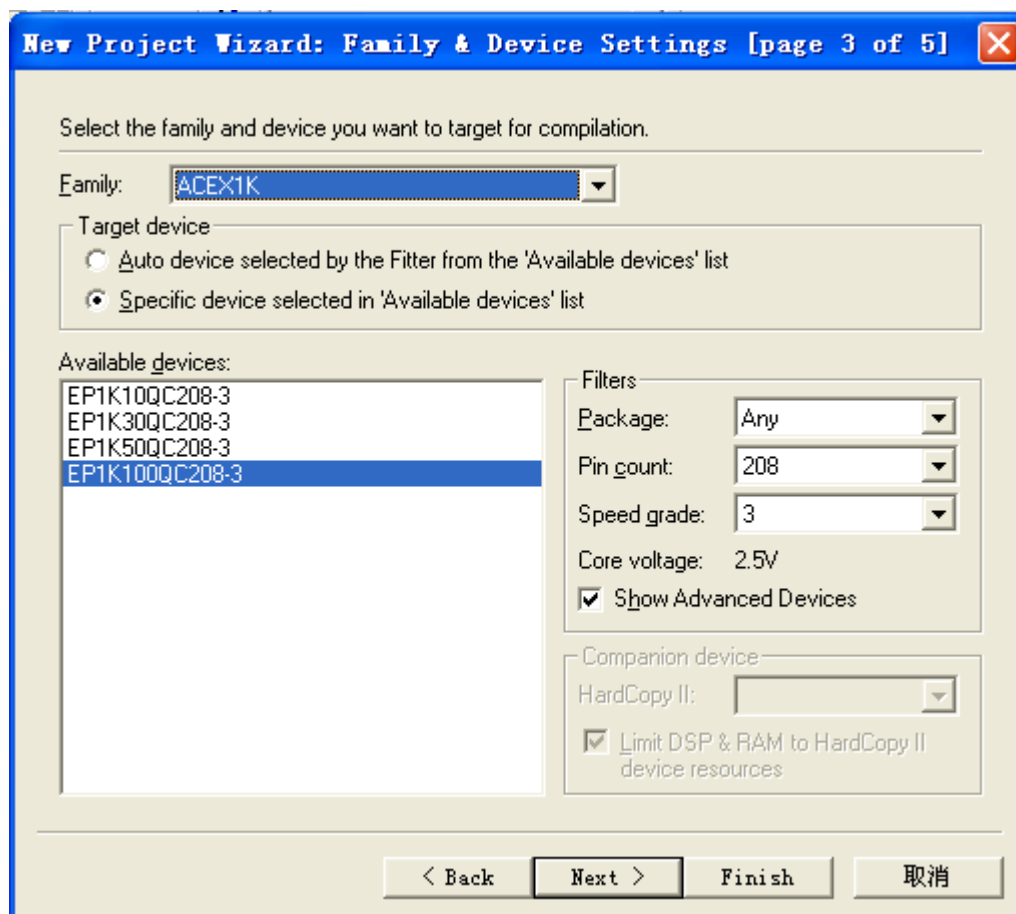 New Project Wizard: Family & Device Settings [page 3 of 5]
Select the family and device you want to target for compilation.
Family: ACEX1K
Target device
Auto device selected by the Fitter from the 'Available devices' list
Specific device selected in 'Available devices' list
Available devices:
EP1K10QC208-3
EP1K30QC208-3
EP1K50QC208-3
EP1K100QC208-3
Filters
Package: Any
Pin count: 208
Speed grade: 3
Core voltage: 2.5V
Show Advanced Devices
Companion device
HardCopy II:
Limit DSP & RAM to HardCopy II
device resources
< Back
Next >
Finish
取消